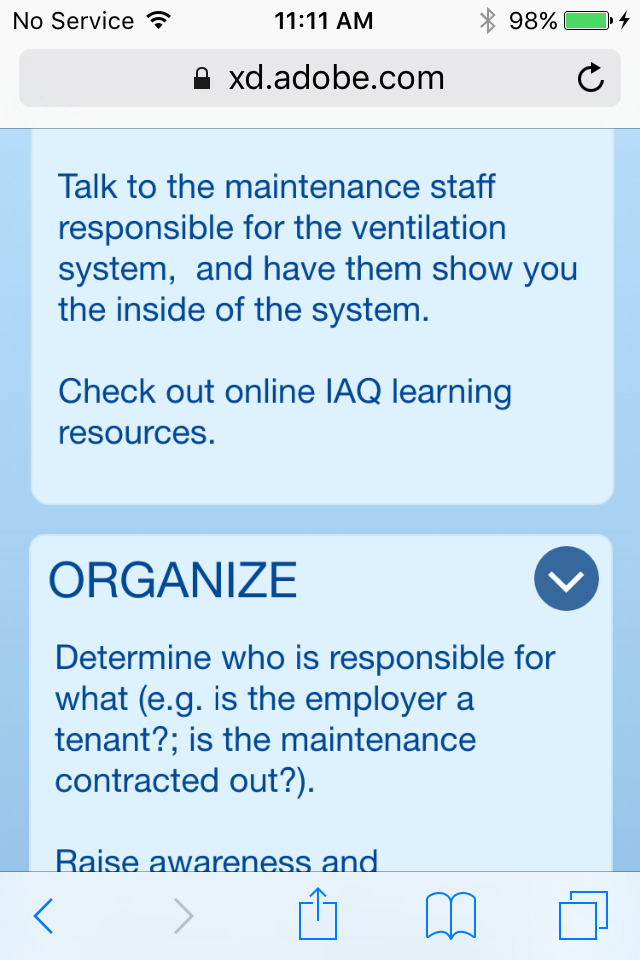 No Service 11:11 AM 98%
xd.adobe.com
Talk to the maintenance staff
responsible for the ventilation
system,  and have them show you
the inside of the system.
Check out online IAQ learning
resources.
ORGANIZE
Determine who is responsible for
what (e.g. is the employer a
tenant?; is the maintenance
contracted out?).
Raise awareness and